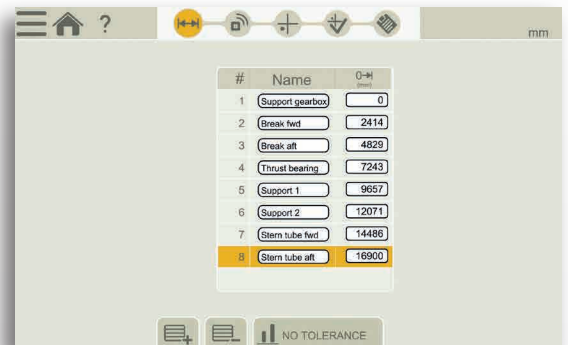 ?
mm
# Name 0
(mm)
1 Support gearbox 0
2 Break fwd 2414
3 Break aft 4829
4 Thrust bearing 7243
5 Support 1 9657
6 Support 2 12071
7 Stern tube fwd 14486
8 Stern tube aft 16900
NO TOLERANCE